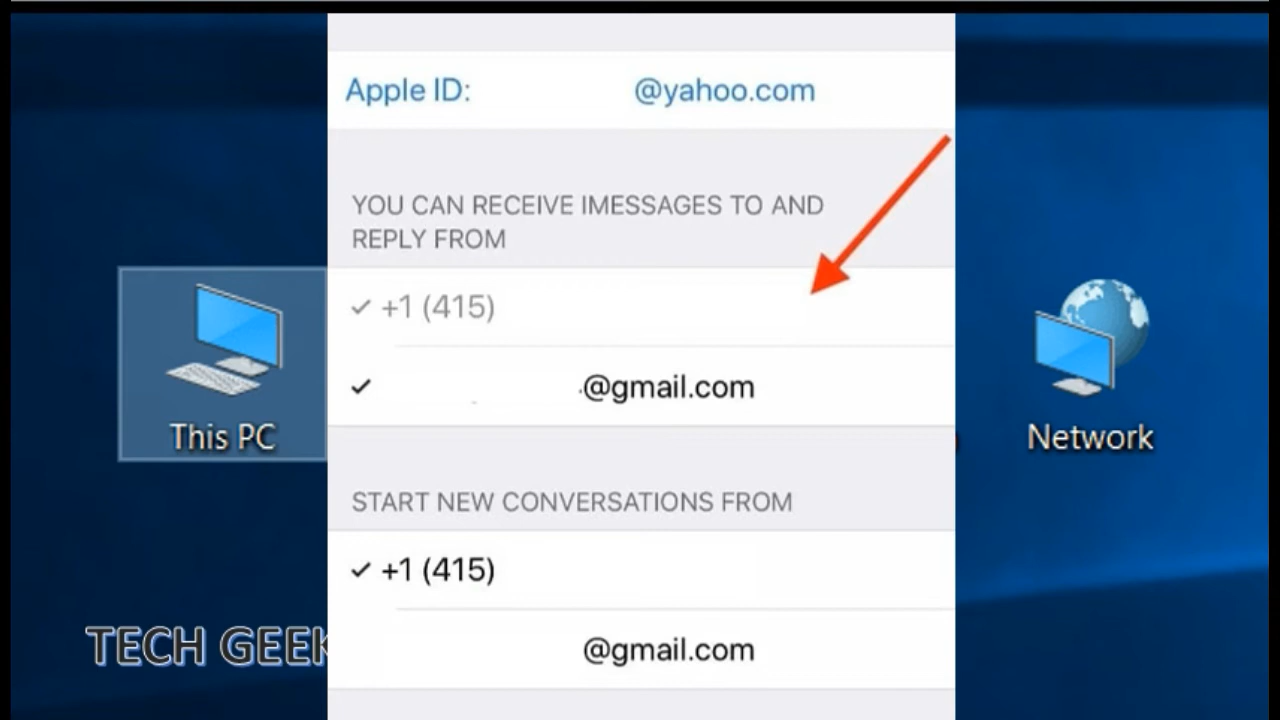 Apple ID: @yahoo.com
YOU CAN RECEIVE IMESSAGES TO AND
REPLY FROM
✓ +1 (415)
✓ @gmail.com
START NEW CONVERSATIONS FROM
✓ +1 (415)
@gmail.com
This PC
Network
TECH GEEK